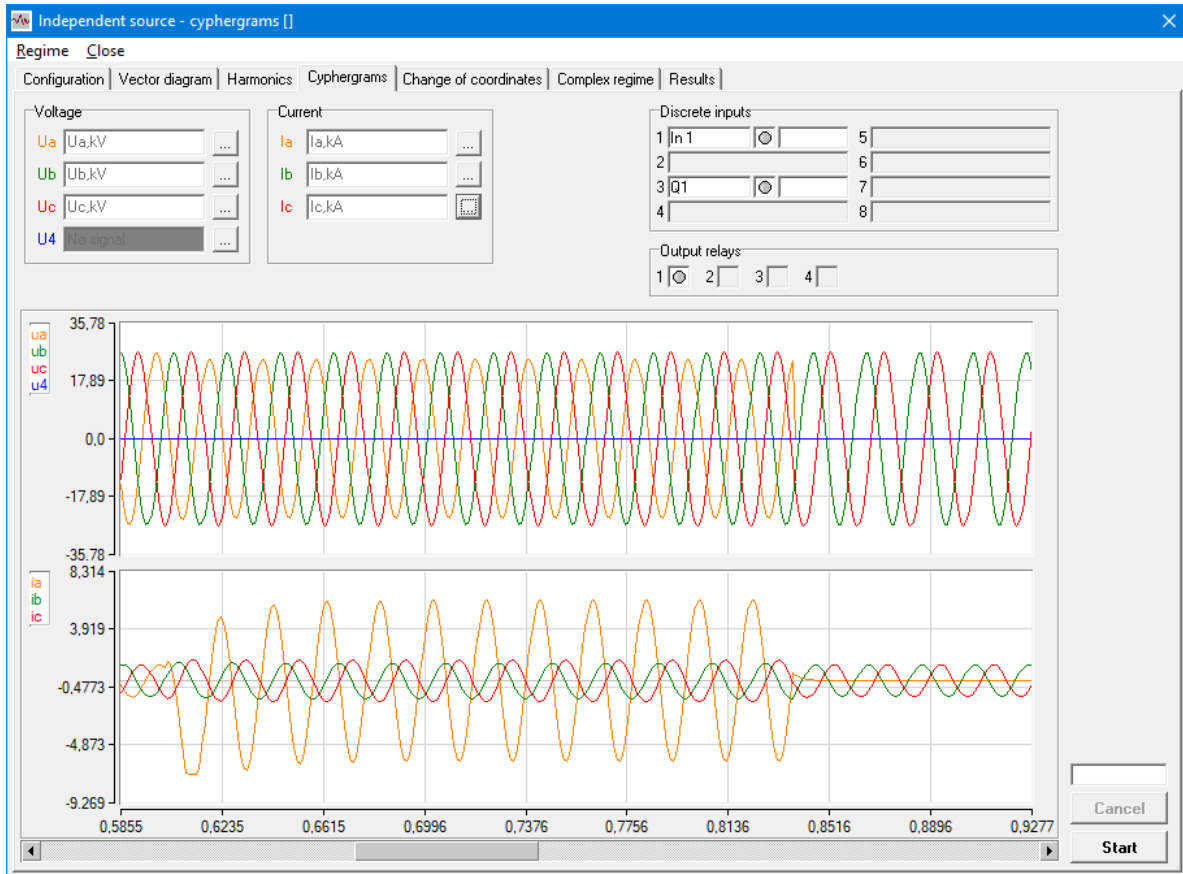 Independent source - cyphergrams []
Regime Close
Configuration Vector diagram Harmonics Cyphergrams Change of coordinates Complex regime Results
Voltage
Ua Ua,kV ...
Ub Ub,kV ...
Uc Uc,kV ...
U4 No signal ...
Current
Ia Ia,kA ...
Ib Ib,kA ...
Ic Ic,kA ...
Discrete inputs
1 In 1 5
2 6
3 Q1 7
4 8
Output relays
1 2 3 4
ua
ub
uc
u4
35,78
17,89
0,0
-17,89
-35,78
ia
ib
ic
8,314
3,919
-0,4773
-4,873
-9,269
0,5855 0,6235 0,6615 0,6996 0,7376 0,7756 0,8136 0,8516 0,8896 0,9277
Cancel
Start